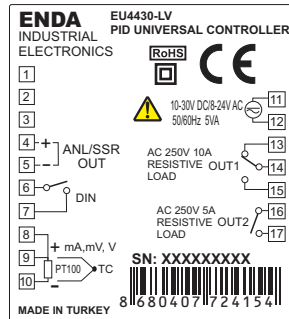 ENDA
INDUSTRIAL
ELECTRONICS
EU4430-LV
PID UNIVERSAL CONTROLLER
RoHS
CE
1
2
3
4
5
6
7
8
9
10
+
-
ANL/SSR
OUT
DIN
+ mA,mV, V
PT100
TC
-
10-30V DC/8-24V AC
50/60Hz 5VA
11
12
AC 250V 10A
RESISTIVE OUT1
LOAD
13
14
15
AC 250V 5A
RESISTIVE OUT2
LOAD
16
17
SN: XXXXXXXXX
MADE IN TURKEY
8 680407 724154